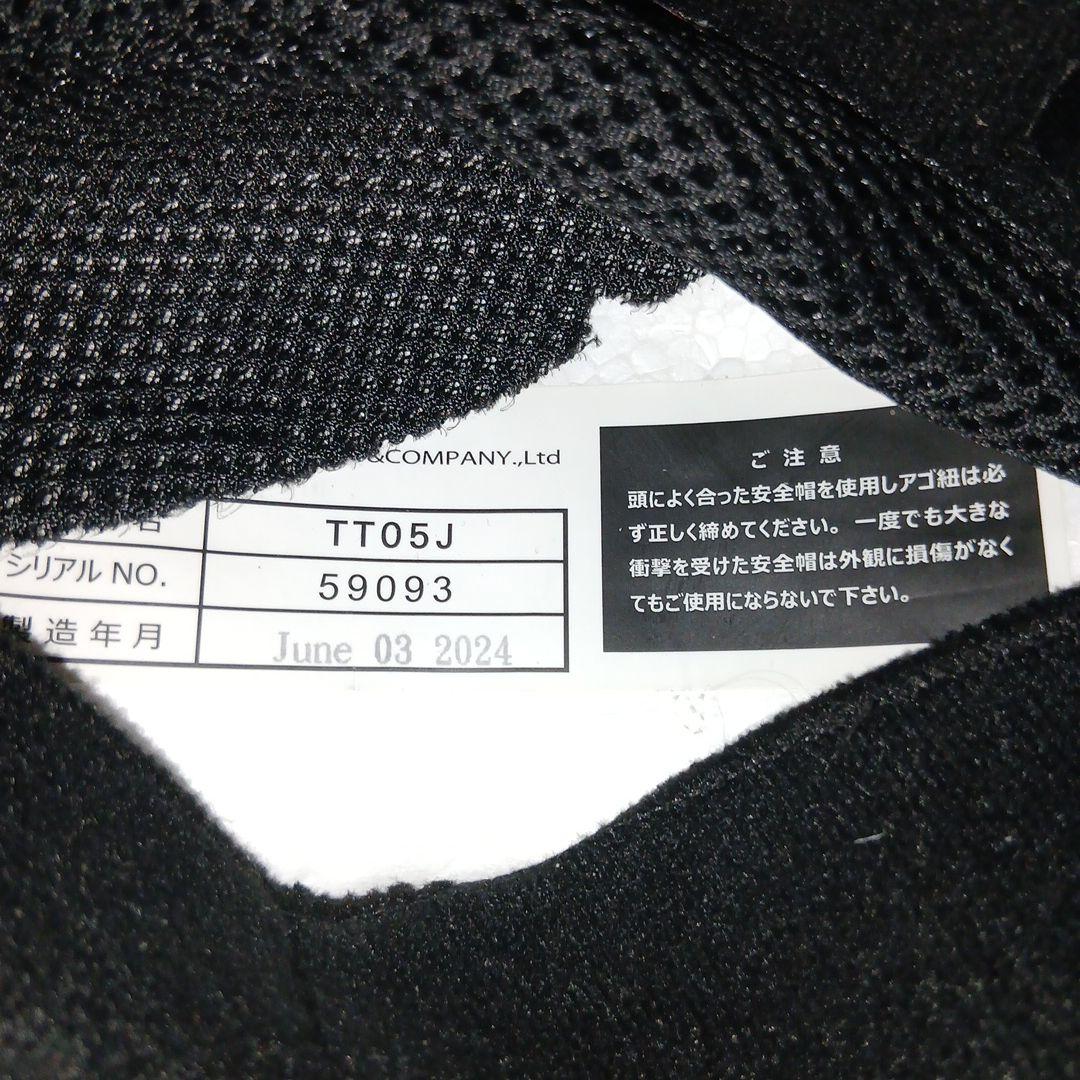 &COMPANY.,Ltd
名 TT05J
シリアル NO. 59093
製造年月 June 03 2024
ご注意
頭によく合った安全帽を使用しアゴ紐は必
ず正しく締めてください。一度でも大きな
衝撃を受けた安全帽は外観に損傷がなく
てもご使用にならないで下さい。